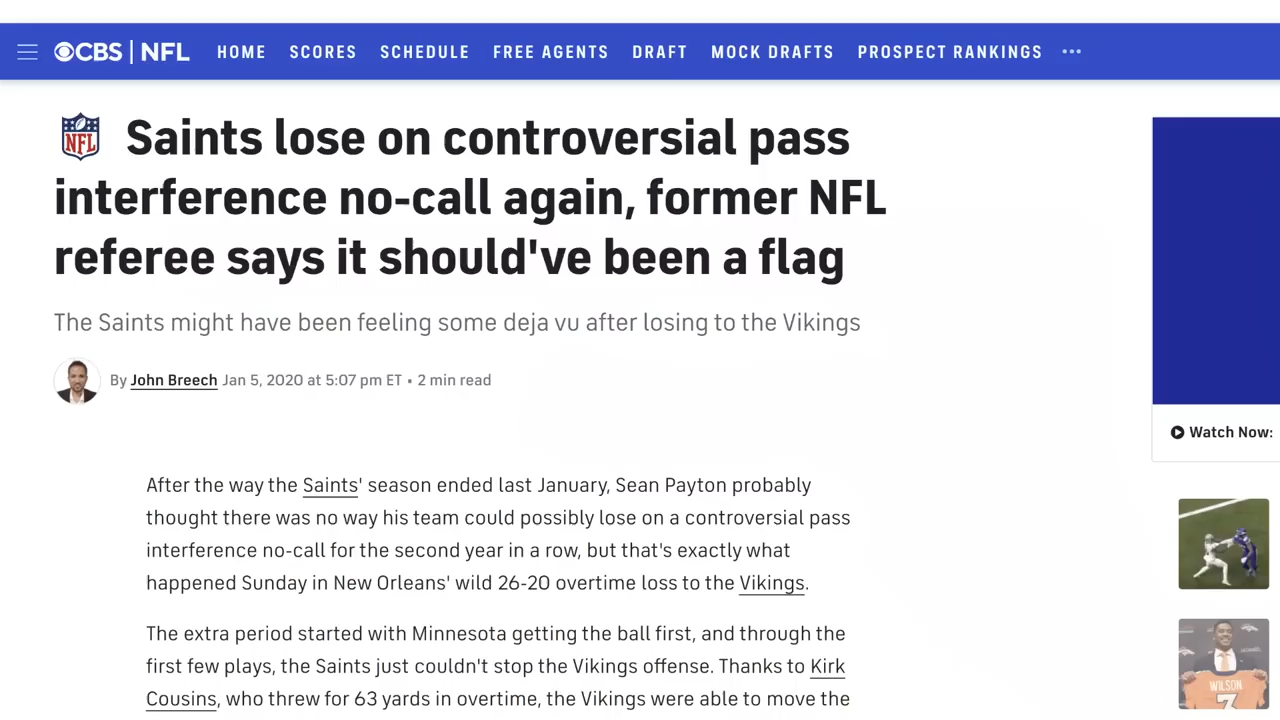 CBS | NFL HOME SCORES SCHEDULE FREE AGENTS DRAFT MOCK DRAFTS PROSPECT RANKINGS •••
NFL Saints lose on controversial pass
interference no-call again, former NFL
referee says it should've been a flag
The Saints might have been feeling some deja vu after losing to the Vikings
By John Breech Jan 5, 2020 at 5:07 pm ET • 2 min read
After the way the Saints' season ended last January, Sean Payton probably
thought there was no way his team could possibly lose on a controversial pass
interference no-call for the second year in a row, but that's exactly what
happened Sunday in New Orleans' wild 26-20 overtime loss to the Vikings.
The extra period started with Minnesota getting the ball first, and through the
first few plays, the Saints just couldn't stop the Vikings offense. Thanks to Kirk
Cousins, who threw for 63 yards in overtime, the Vikings were able to move the
Watch Now:
WILSON
3